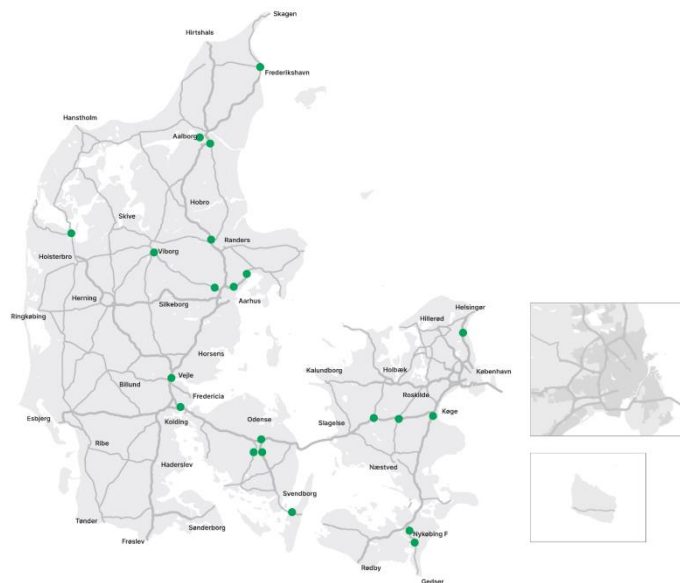 Skagen
Hirtshals
Frederikshavn
Hanstholm
Aalborg
Hobro
Skive
Randers
Viborg
Holsterbro
Herning
Silkeborg
Aarhus
Ringkøbing
Helsingør
Hillerød
Horsens
Kalundborg
Holbæk
København
Vejle
Billund
Fredericia
Roskilde
Esbjerg
Kolding
Odense
Slagelse
Køge
Ribe
Haderslev
Næstved
Svendborg
Tønder
Sønderborg
Frøslev
Nykøbing F
Rødby
Gedser